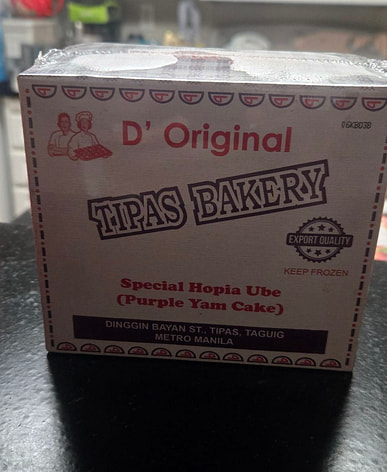 05KB03B
D' Original
TIPAS BAKERY
EXPORT QUALITY
KEEP FROZEN
Special Hopia Ube
(Purple Yam Cake)
DINGGIN BAYAN ST., TIPAS, TAGUIG
METRO MANILA